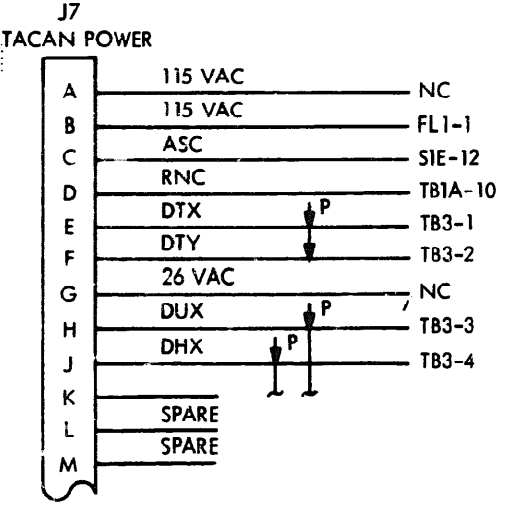 J7
TACAN POWER
A 115 VAC NC
B 115 VAC FL1-1
C ASC S1E-12
D RNC TB1A-10
E DTX P TB3-1
F DTY TB3-2
G 26 VAC NC
H DUX P TB3-3
J DHX P TB3-4
K
L SPARE
M SPARE